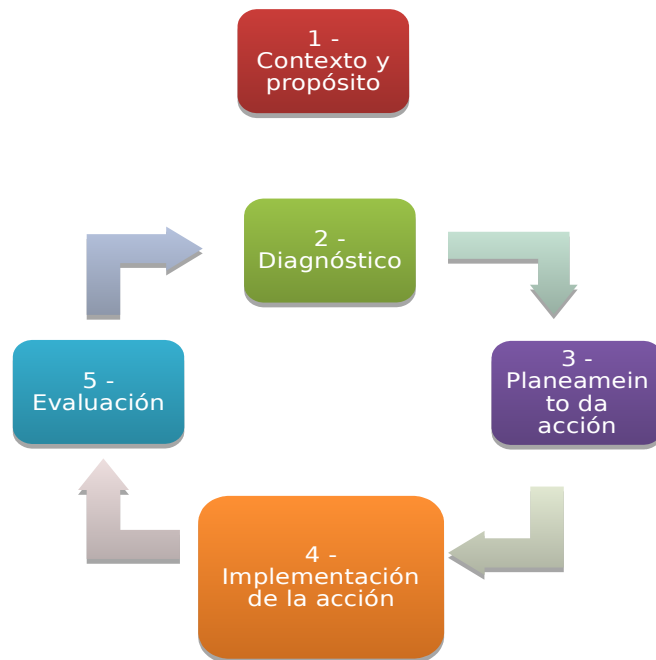 1 -
Contexto y
propósito
2 -
Diagnóstico
3 -
Planeamein
to da
acción
4 -
Implementación
de la acción
5 -
Evaluación